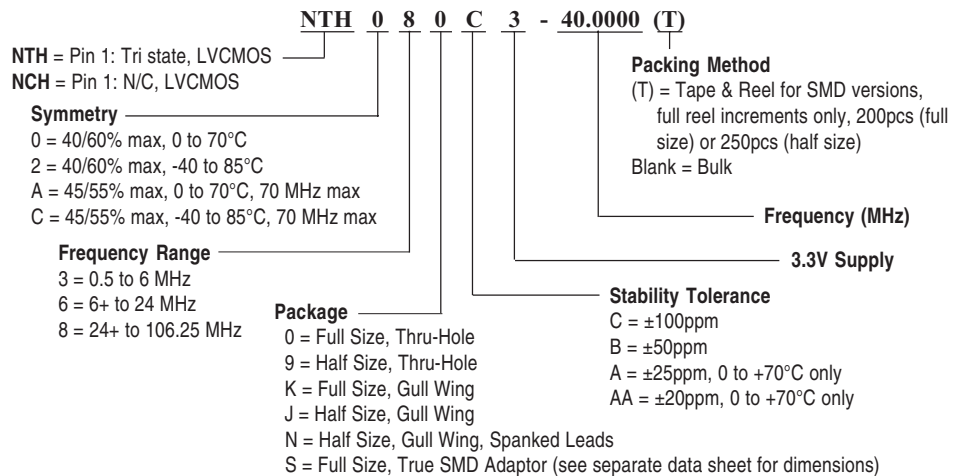 NTH 0 8 0 C 3 - 40.0000 (T)
NTH = Pin 1: Tri state, LVCMOS
NCH = Pin 1: N/C, LVCMOS
Symmetry
0 = 40/60% max, 0 to 70°C
2 = 40/60% max, -40 to 85°C
A = 45/55% max, 0 to 70°C, 70 MHz max
C = 45/55% max, -40 to 85°C, 70 MHz max
Frequency Range
3 = 0.5 to 6 MHz
6 = 6+ to 24 MHz
8 = 24+ to 106.25 MHz
Package
0 = Full Size, Thru-Hole
9 = Half Size, Thru-Hole
K = Full Size, Gull Wing
J = Half Size, Gull Wing
N = Half Size, Gull Wing, Spanked Leads
S = Full Size, True SMD Adaptor (see separate data sheet for dimensions)
Packing Method
(T) = Tape & Reel for SMD versions,
full reel increments only, 200pcs (full
size) or 250pcs (half size)
Blank = Bulk
Frequency (MHz)
3.3V Supply
Stability Tolerance
C = ±100ppm
B = ±50ppm
A = ±25ppm, 0 to +70°C only
AA = ±20ppm, 0 to +70°C only